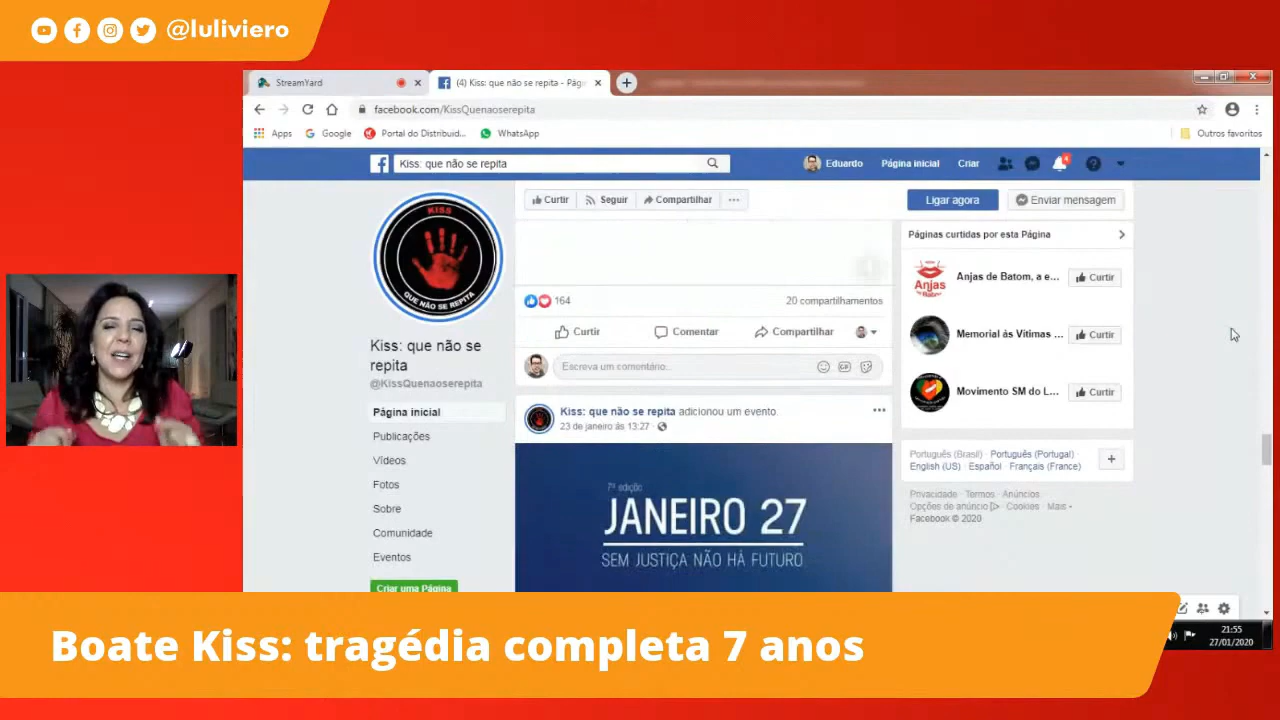 @luliviero
StreamYard
(4) Kiss: que não se repita - Pág
facebook.com/KissQuenaoserepita
Apps
Google
Portal do Distribuid...
WhatsApp
Outros favoritos
Kiss: que não se repita
Eduardo
Página inicial
Criar
4
KISS
QUE NÃO SE REPITA
Kiss: que não se
repita
@KissQuenaoserepita
Página inicial
Publicações
Vídeos
Fotos
Sobre
Comunidade
Eventos
Criar uma Página
Curtir
Seguir
Compartilhar
Ligar agora
Enviar mensagem
164
20 compartilhamentos
Curtir
Comentar
Compartilhar
Escreva um comentário...
GIF
Kiss: que não se repita adicionou um evento.
23 de janeiro às 13:27
7ª edição
JANEIRO 27
SEM JUSTIÇA NÃO HÁ FUTURO
Páginas curtidas por esta Página
Anjas
Anjas de Batom, a e...
Curtir
Memorial ás Vítimas ...
Curtir
Movimento SM do L...
Curtir
Português (Brasil) · Português (Portugal)
English (US) · Español · Français (France)
Privacidade · Termos · Anúncios
Opções de anúncio · Cookies · Mais
Facebook © 2020
21:55
27/01/2020
Boate Kiss: tragédia completa 7 anos